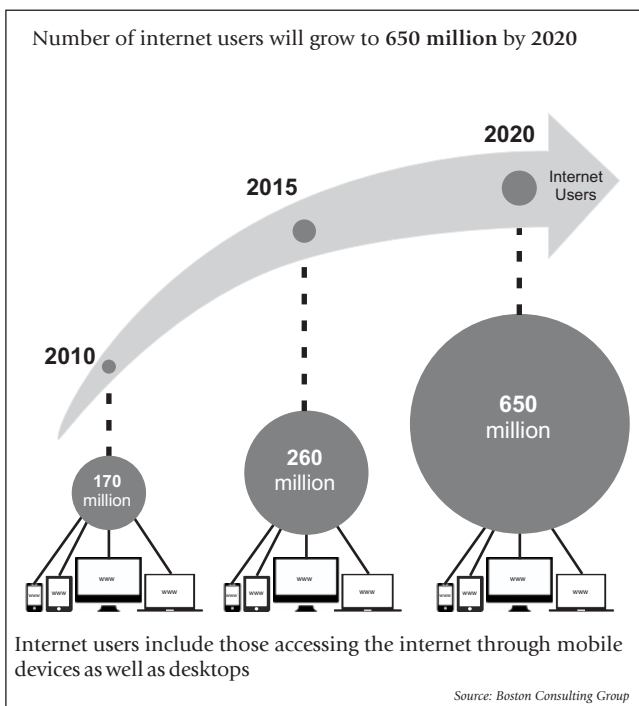 Number of internet users will grow to 650 million by 2020
2020
Internet
Users
2015
2010
650
million
260
million
170
million
www
www
www
www
www
www
www
www
www
www
www
www
Internet users include those accessing the internet through mobile
devices as well as desktops
Source: Boston Consulting Group